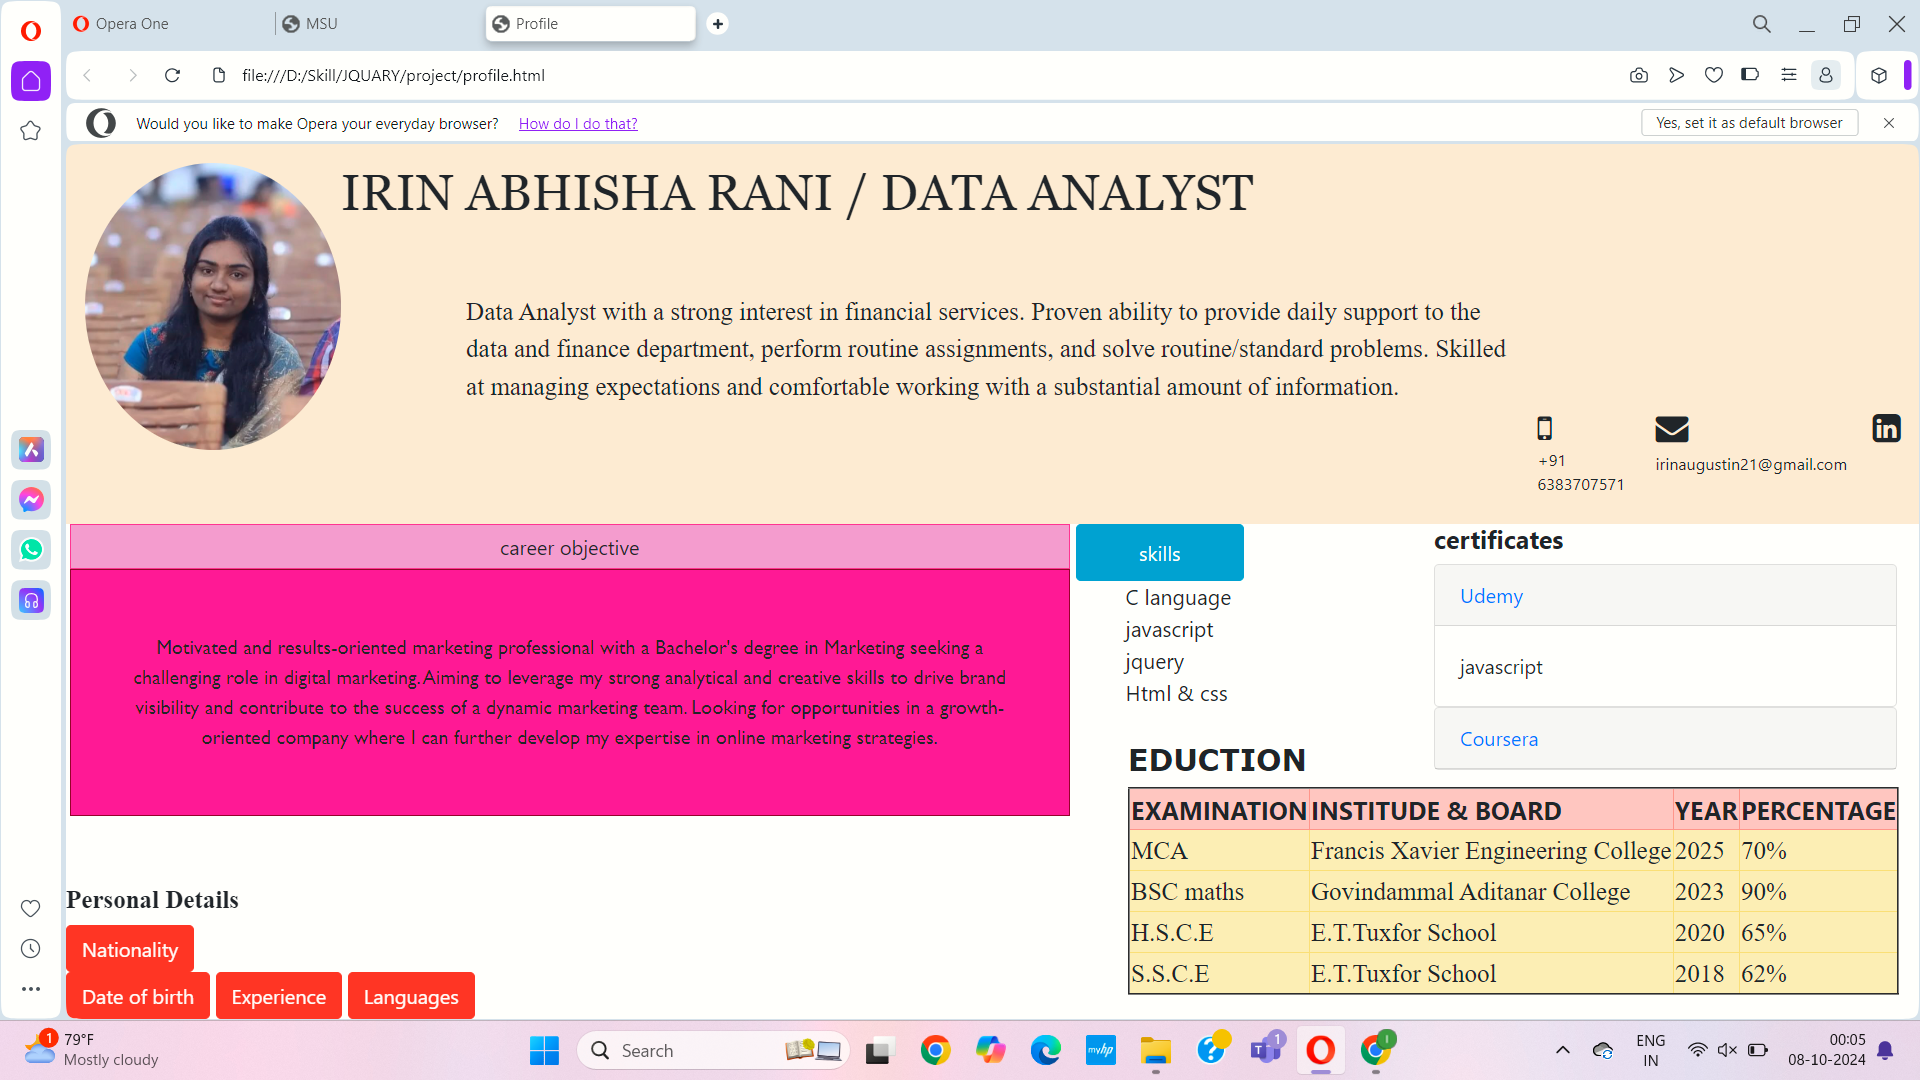 Opera One
MSU
Profile
file:///D:/Skill/JQUARY/project/profile.html
Would you like to make Opera your everyday browser? How do I do that?
Yes, set it as default browser
IRIN ABHISHA RANI / DATA ANALYST
Data Analyst with a strong interest in financial services. Proven ability to provide daily support to the
data and finance department, perform routine assignments, and solve routine/standard problems. Skilled
at managing expectations and comfortable working with a substantial amount of information.
+91
6383707571
irinaugustin21@gmail.com
career objective
Motivated and results-oriented marketing professional with a Bachelor's degree in Marketing seeking a
challenging role in digital marketing. Aiming to leverage my strong analytical and creative skills to drive brand
visibility and contribute to the success of a dynamic marketing team. Looking for opportunities in a growth-
oriented company where I can further develop my expertise in online marketing strategies.
skills
C language
javascript
jquery
Html & css
certificates
Udemy
javascript
Coursera
EDUCTION
EXAMINATION INSTITUDE & BOARD YEAR PERCENTAGE
MCA Francis Xavier Engineering College 2025 70%
BSC maths Govindammal Aditanar College 2023 90%
H.S.C.E E.T.Tuxfor School 2020 65%
S.S.C.E E.T.Tuxfor School 2018 62%
Personal Details
Nationality
Date of birth Experience Languages
1
79°F
Mostly cloudy
Search
myhp
1
I
ENG
IN
00:05
08-10-2024